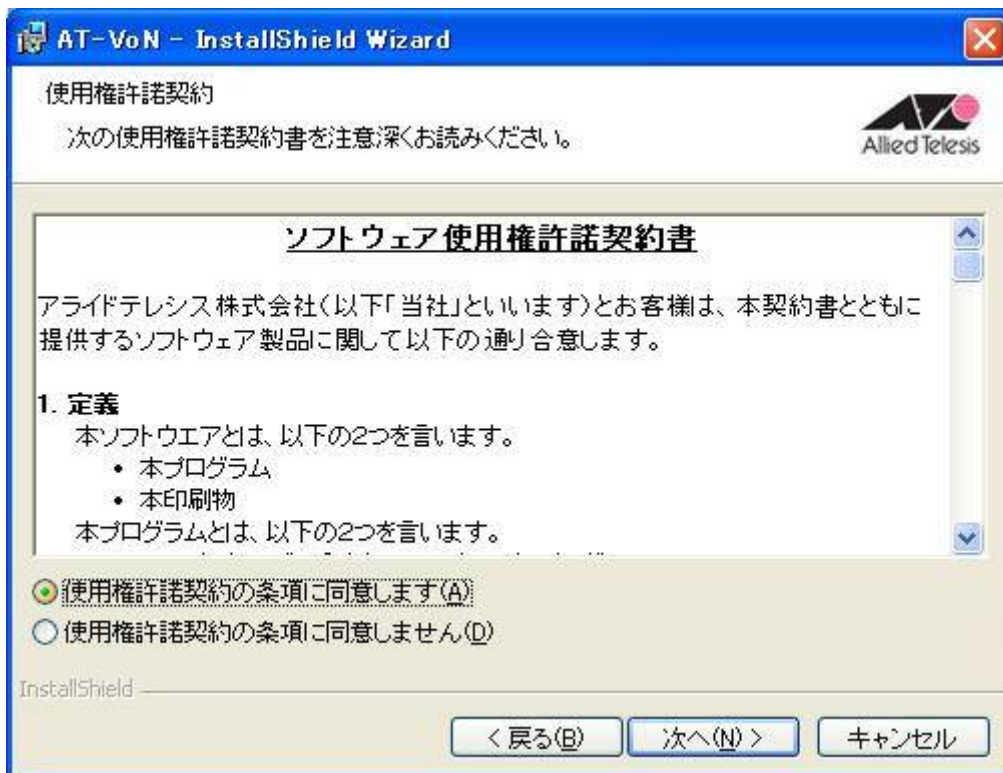 AT-VoN - InstallShield Wizard
使用権許諾契約
次の使用権許諾契約書を注意深くお読みください。
Allied Telesis
ソフトウェア使用権許諾契約書
アライドテレシス株式会社(以下「当社」といいます)とお客様は、本契約書とともに
提供するソフトウェア製品に関して以下の通り合意します。
1. 定義
本ソフトウエアとは、以下の2つを言います。
• 本プログラム
• 本印刷物
本プログラムとは、以下の2つを言います。
使用権許諾契約の条項に同意します(A)
使用権許諾契約の条項に同意しません(D)
InstallShield
< 戻る(B)
次へ(N) >
キャンセル